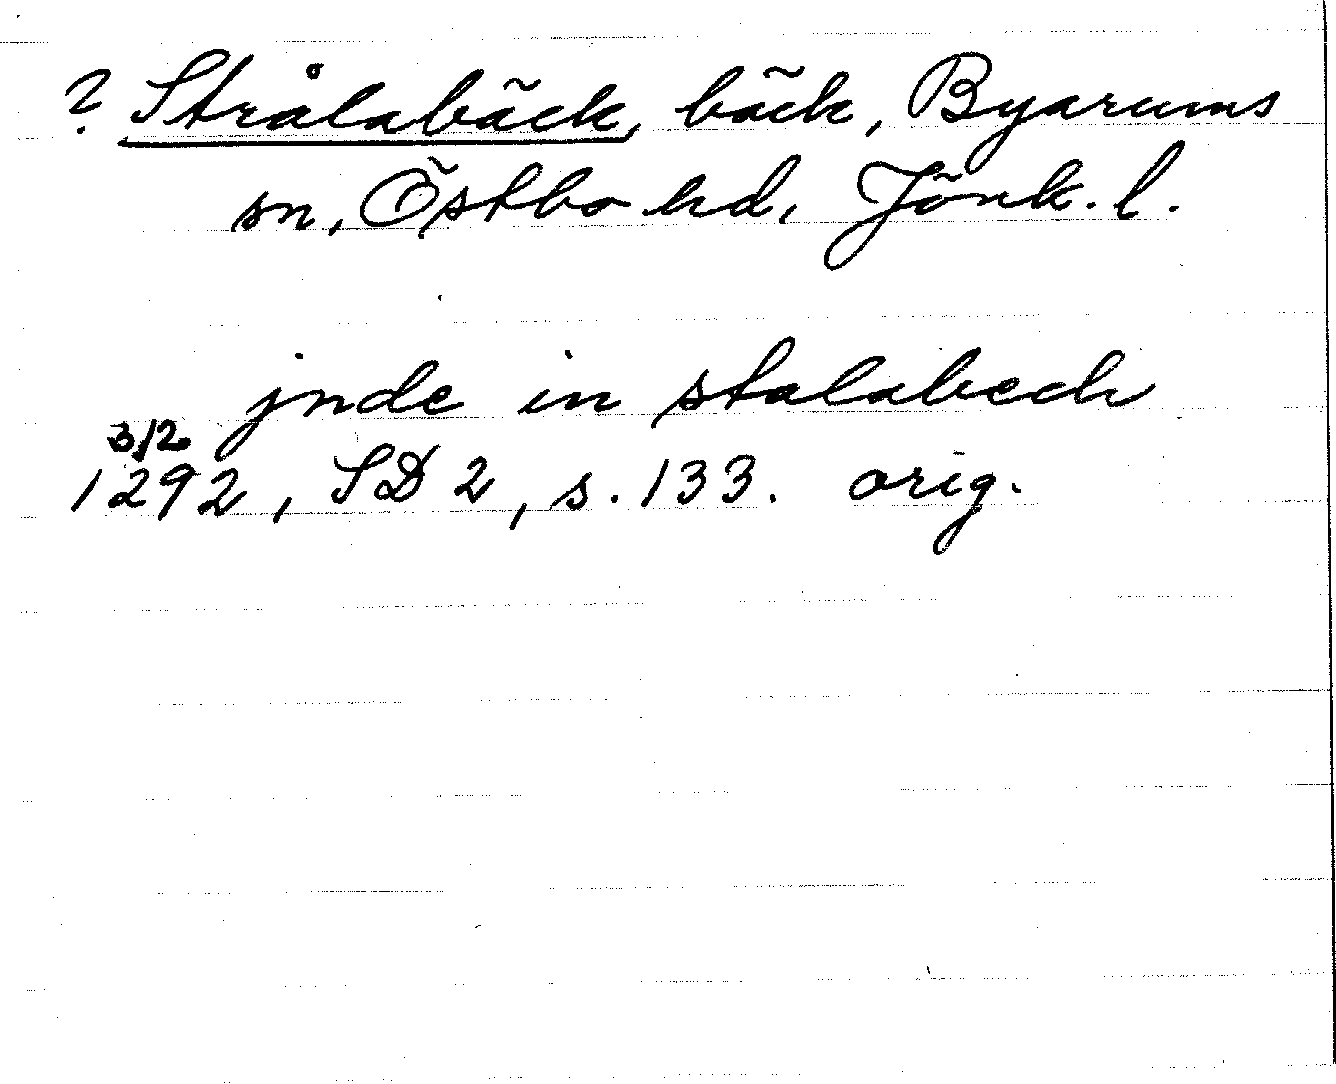 ? Strålabäck, bäck, Byarums
sn, Östbo hd, Jönk. l.
jnde in stalabech
3/2
1292, SD 2, s. 133. orig.